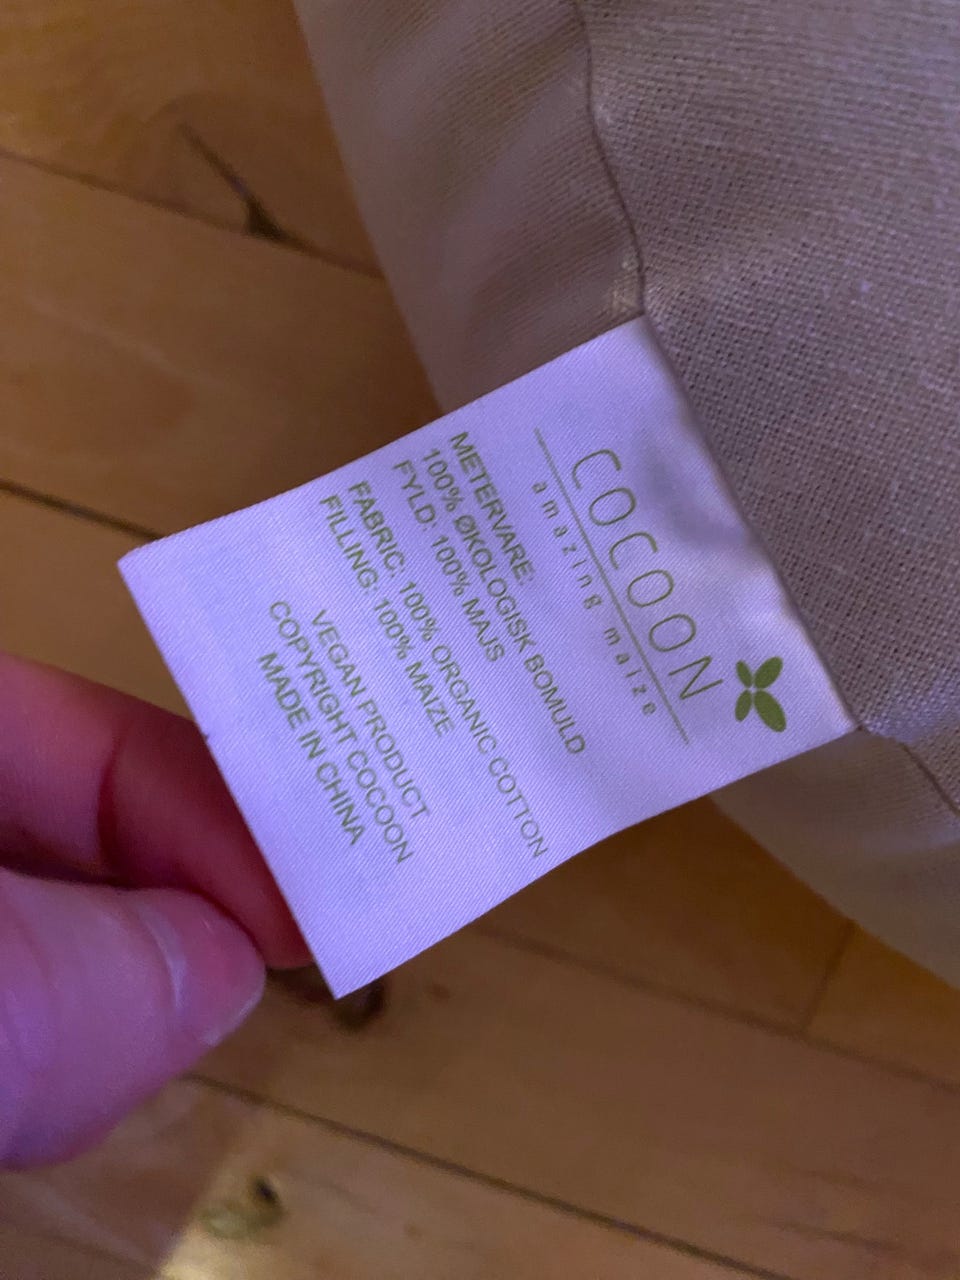 COCOON
amazing maize
METERVARE:
100% ØKOLOGISK BOMULD
FYLD: 100% MAJS
FABRIC: 100% ORGANIC COTTON
FILLING: 100% MAIZE
VEGAN PRODUCT
COPYRIGHT COCOON
MADE IN CHINA